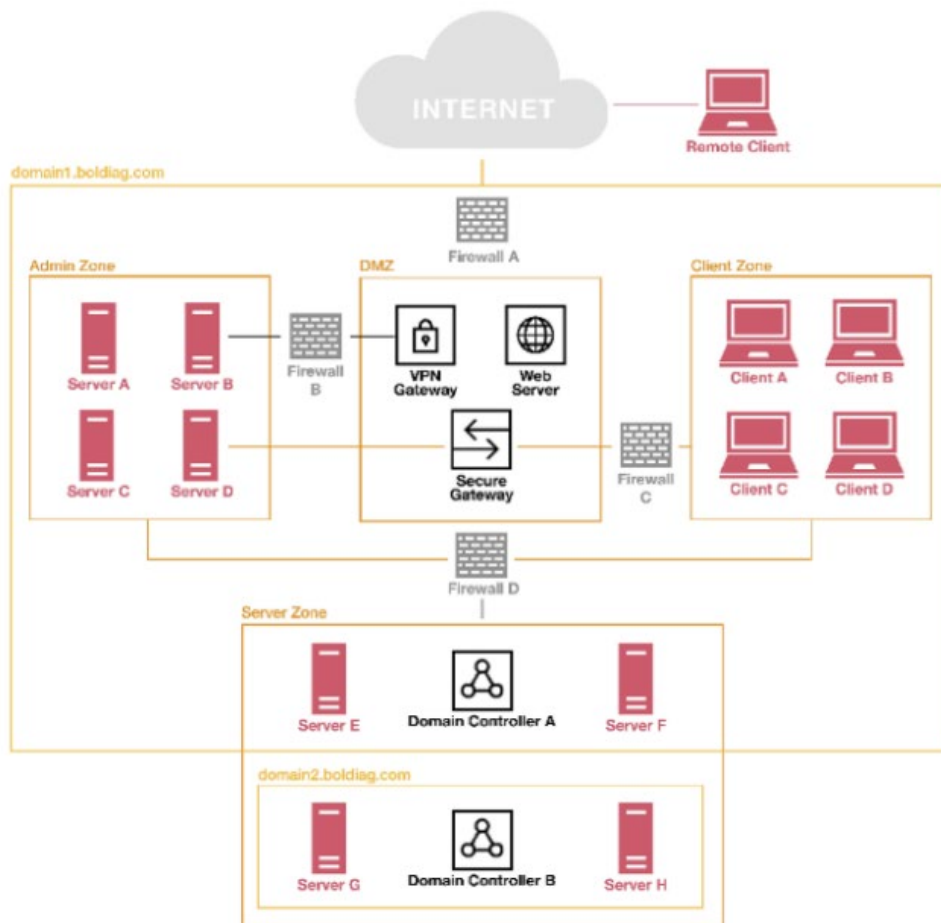 INTERNET
Remote Client
domain1.boldiag.com
Firewall A
Admin Zone
DMZ
Client Zone
Server A
Server B
Firewall
B
VPN
Gateway
Web
Server
Client A
Client B
Server C
Server D
Secure
Gateway
Firewall
C
Client C
Client D
Firewall D
Server Zone
Server E
Domain Controller A
Server F
domain2.boldiag.com
Server G
Domain Controller B
Server H